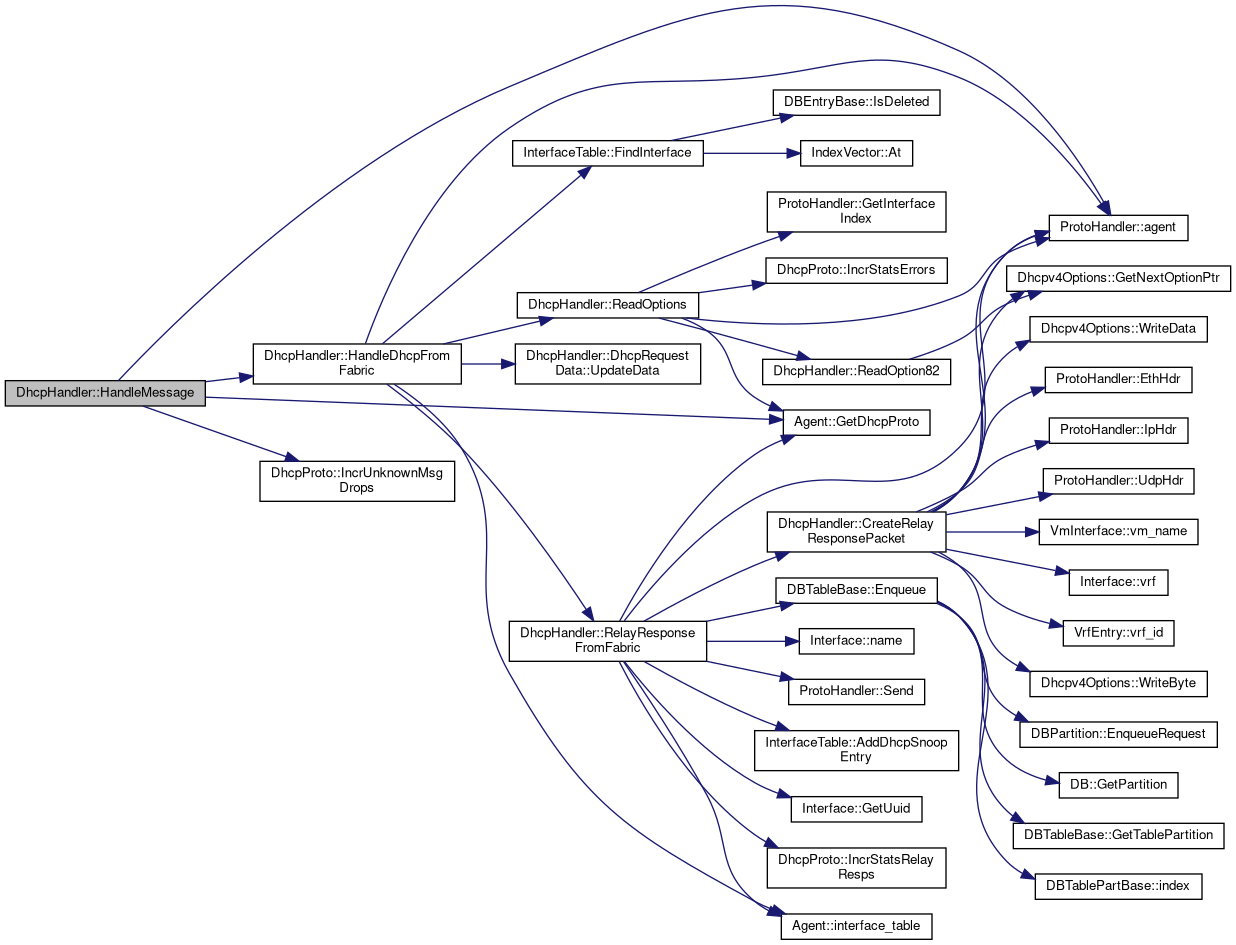 DhcpHandler::HandleMessage
DhcpHandler::HandleDhcpFrom
Fabric
DhcpProto::IncrUnknownMsg
Drops
InterfaceTable::FindInterface
DhcpHandler::ReadOptions
DhcpHandler::DhcpRequest
Data::UpdateData
DhcpHandler::RelayResponse
FromFabric
DBEntryBase::IsDeleted
IndexVector::At
ProtoHandler::GetInterface
Index
DhcpProto::IncrStatsErrors
DhcpHandler::ReadOption82
Agent::GetDhcpProto
DhcpHandler::CreateRelay
ResponsePacket
DBTableBase::Enqueue
Interface::name
ProtoHandler::Send
InterfaceTable::AddDhcpSnoop
Entry
Interface::GetUuid
DhcpProto::IncrStatsRelay
Resps
Agent::interface_table
ProtoHandler::agent
Dhcpv4Options::GetNextOptionPtr
Dhcpv4Options::WriteData
ProtoHandler::EthHdr
ProtoHandler::IpHdr
ProtoHandler::UdpHdr
VmInterface::vm_name
Interface::vrf
VrfEntry::vrf_id
Dhcpv4Options::WriteByte
DBPartition::EnqueueRequest
DB::GetPartition
DBTableBase::GetTablePartition
DBTablePartBase::index